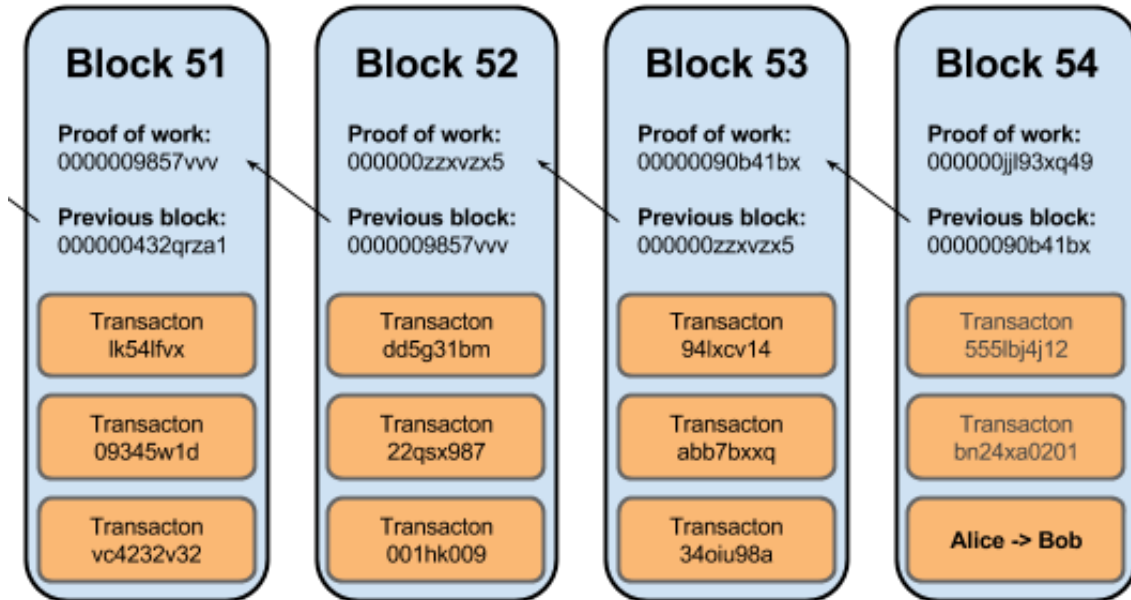 Block 51
Proof of work:
0000009857vvv
Previous block:
000000432qrza1
Transacton
lk54lfvx
Transacton
09345w1d
Transacton
vc4232v32
Block 52
Proof of work:
000000zzxvzx5
Previous block:
0000009857vvv
Transacton
dd5g31bm
Transacton
22qsx987
Transacton
001hk009
Block 53
Proof of work:
00000090b41bx
Previous block:
000000zzxvzx5
Transacton
94lxcv14
Transacton
abb7bxxq
Transacton
34oiu98a
Block 54
Proof of work:
000000jjl93xq49
Previous block:
00000090b41bx
Transacton
555lbj4j12
Transacton
bn24xa0201
Alice -> Bob